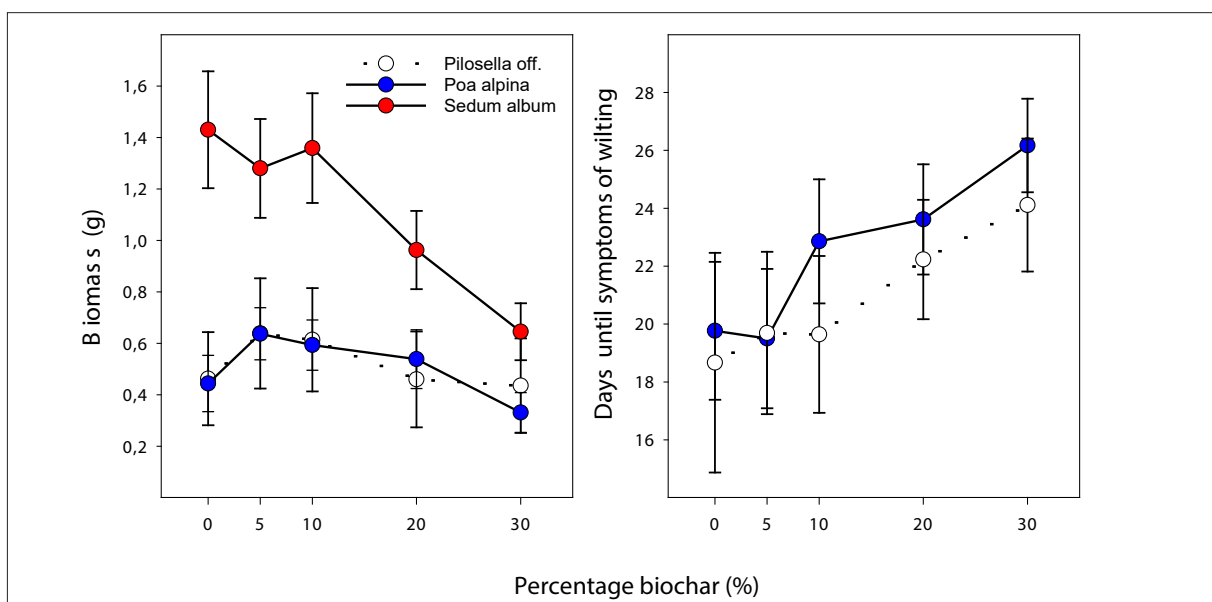 Pilosella off.
Poa alpina
Sedum album
1,6
1,4
1,2
1,0
0,8
0,6
0,4
0,2
B iomas s (g)
0 5 10 20 30
28
26
24
22
20
18
16
Days until symptoms of wilting
0 5 10 20 30
Percentage biochar (%)